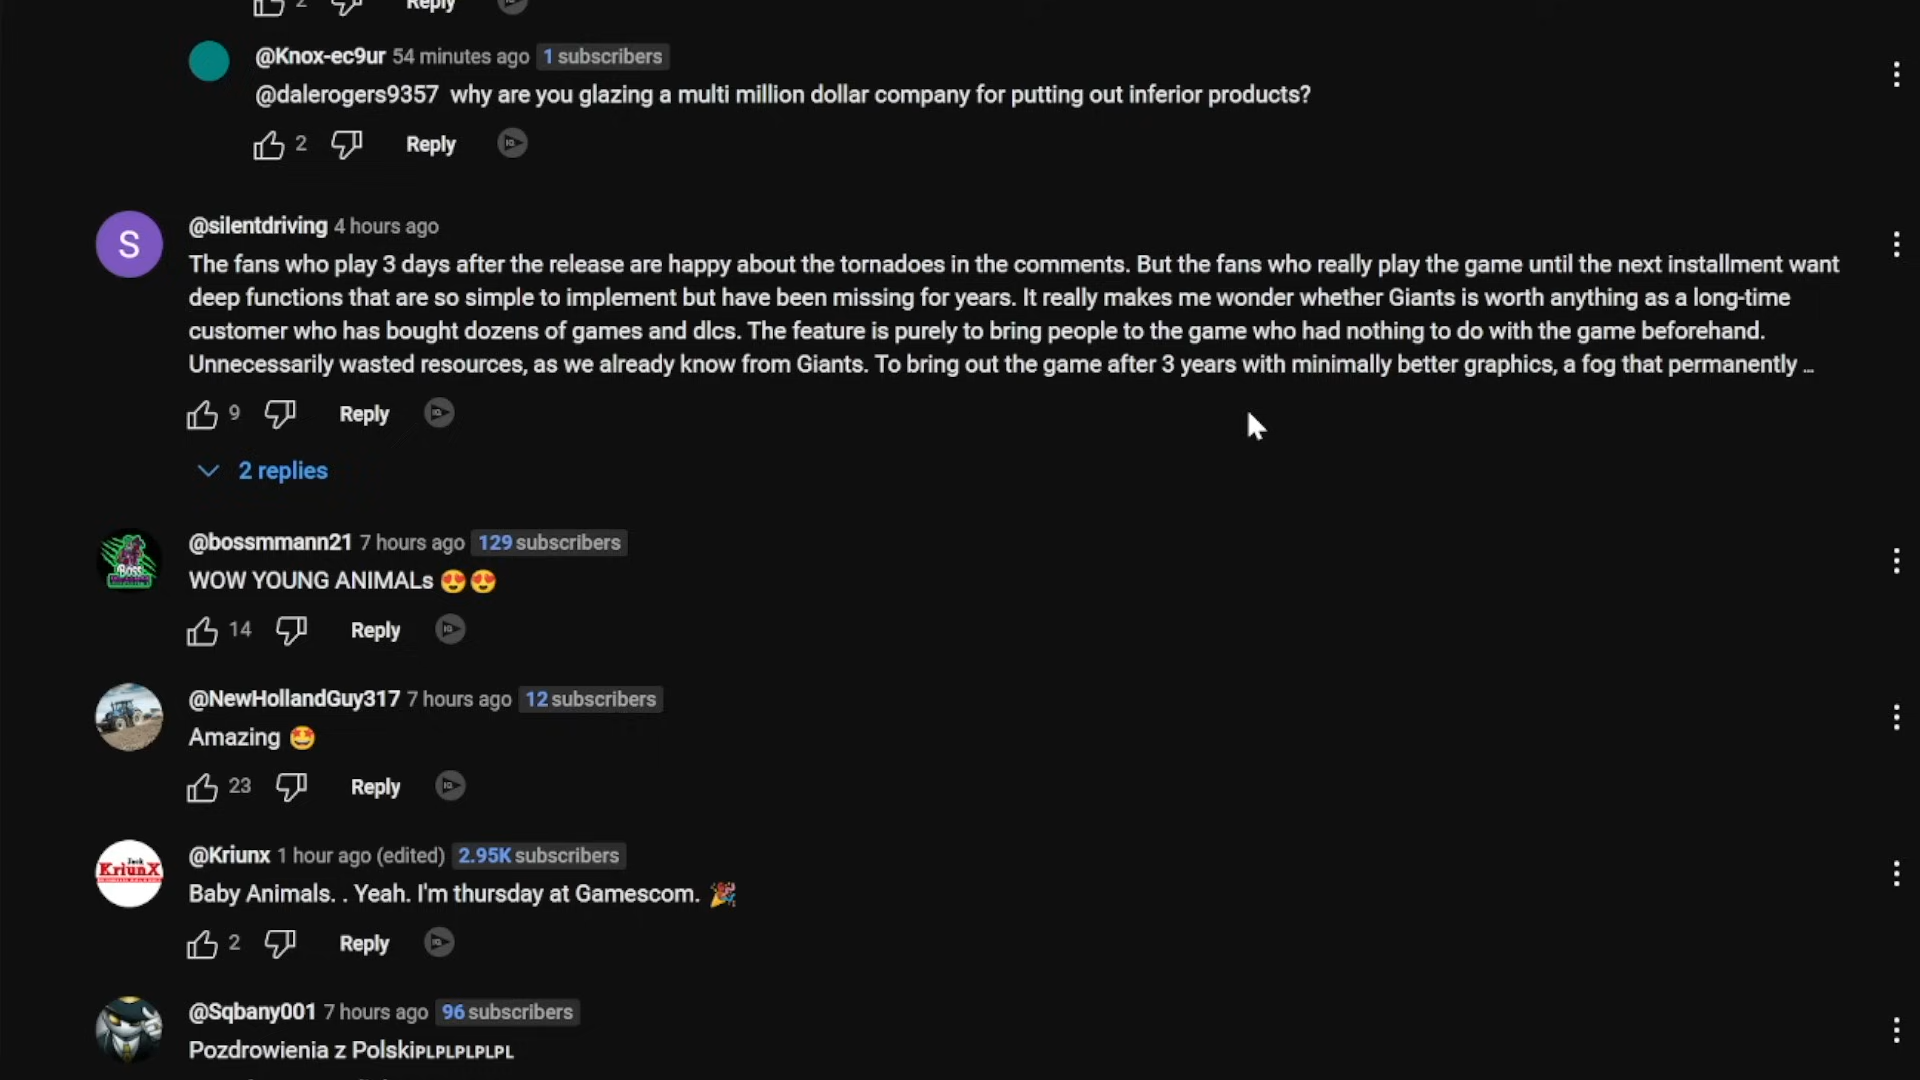 2 Reply
@Knox-ec9ur 54 minutes ago 1 subscribers
@dalerogers9357 why are you glazing a multi million dollar company for putting out inferior products?
2 Reply
S
@silentdriving 4 hours ago
The fans who play 3 days after the release are happy about the tornadoes in the comments. But the fans who really play the game until the next installment want
deep functions that are so simple to implement but have been missing for years. It really makes me wonder whether Giants is worth anything as a long-time
customer who has bought dozens of games and dlcs. The feature is purely to bring people to the game who had nothing to do with the game beforehand.
Unnecessarily wasted resources, as we already know from Giants. To bring out the game after 3 years with minimally better graphics, a fog that permanently ...
9 Reply
2 replies
BOSS
@bossmmann21 7 hours ago 129 subscribers
WOW YOUNG ANIMALs 😍😍
14 Reply
@NewHollandGuy317 7 hours ago 12 subscribers
Amazing 🤩
23 Reply
KriunX
@Kriunx 1 hour ago (edited) 2.95K subscribers
Baby Animals. . Yeah. I'm thursday at Gamescom. 🎉
2 Reply
@Sqbany001 7 hours ago 96 subscribers
Pozdrowienia z PolskiPLPLPLPLPL